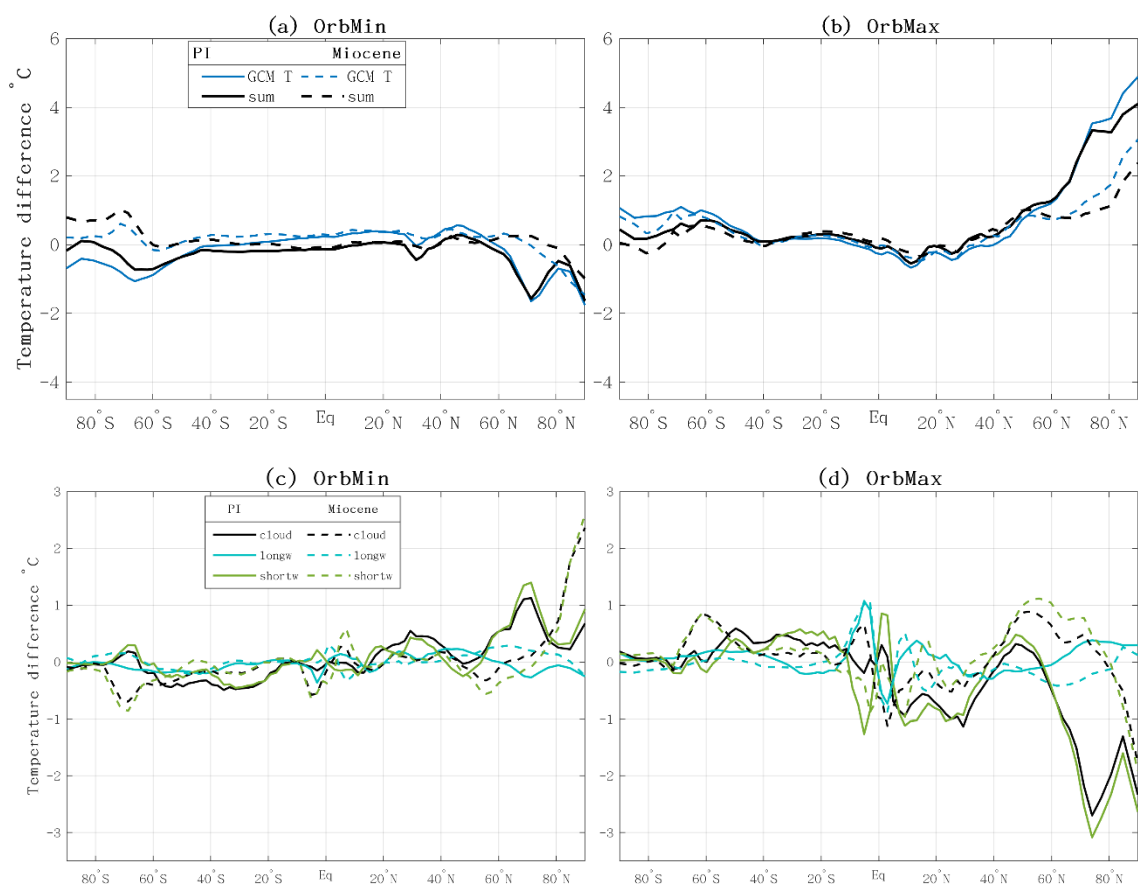 (a) OrbMin
(b) OrbMax
Temperature difference °C
6
4
2
0
-2
-4
PI Miocene
GCM T GCM T
sum sum
80°S 60°S 40°S 20°S Eq 20°N 40°N 60°N 80°N
6
4
2
0
-2
-4
80°S 60°S 40°S 20°S Eq 20°N 40°N 60°N 80°N
(c) OrbMin
(d) OrbMax
Temperature difference °C
3
2
1
0
-1
-2
-3
PI Miocene
cloud cloud
longw longw
shortw shortw
80°S 60°S 40°S 20°S Eq 20°N 40°N 60°N 80°N
3
2
1
0
-1
-2
-3
80°S 60°S 40°S 20°S Eq 20°N 40°N 60°N 80°N